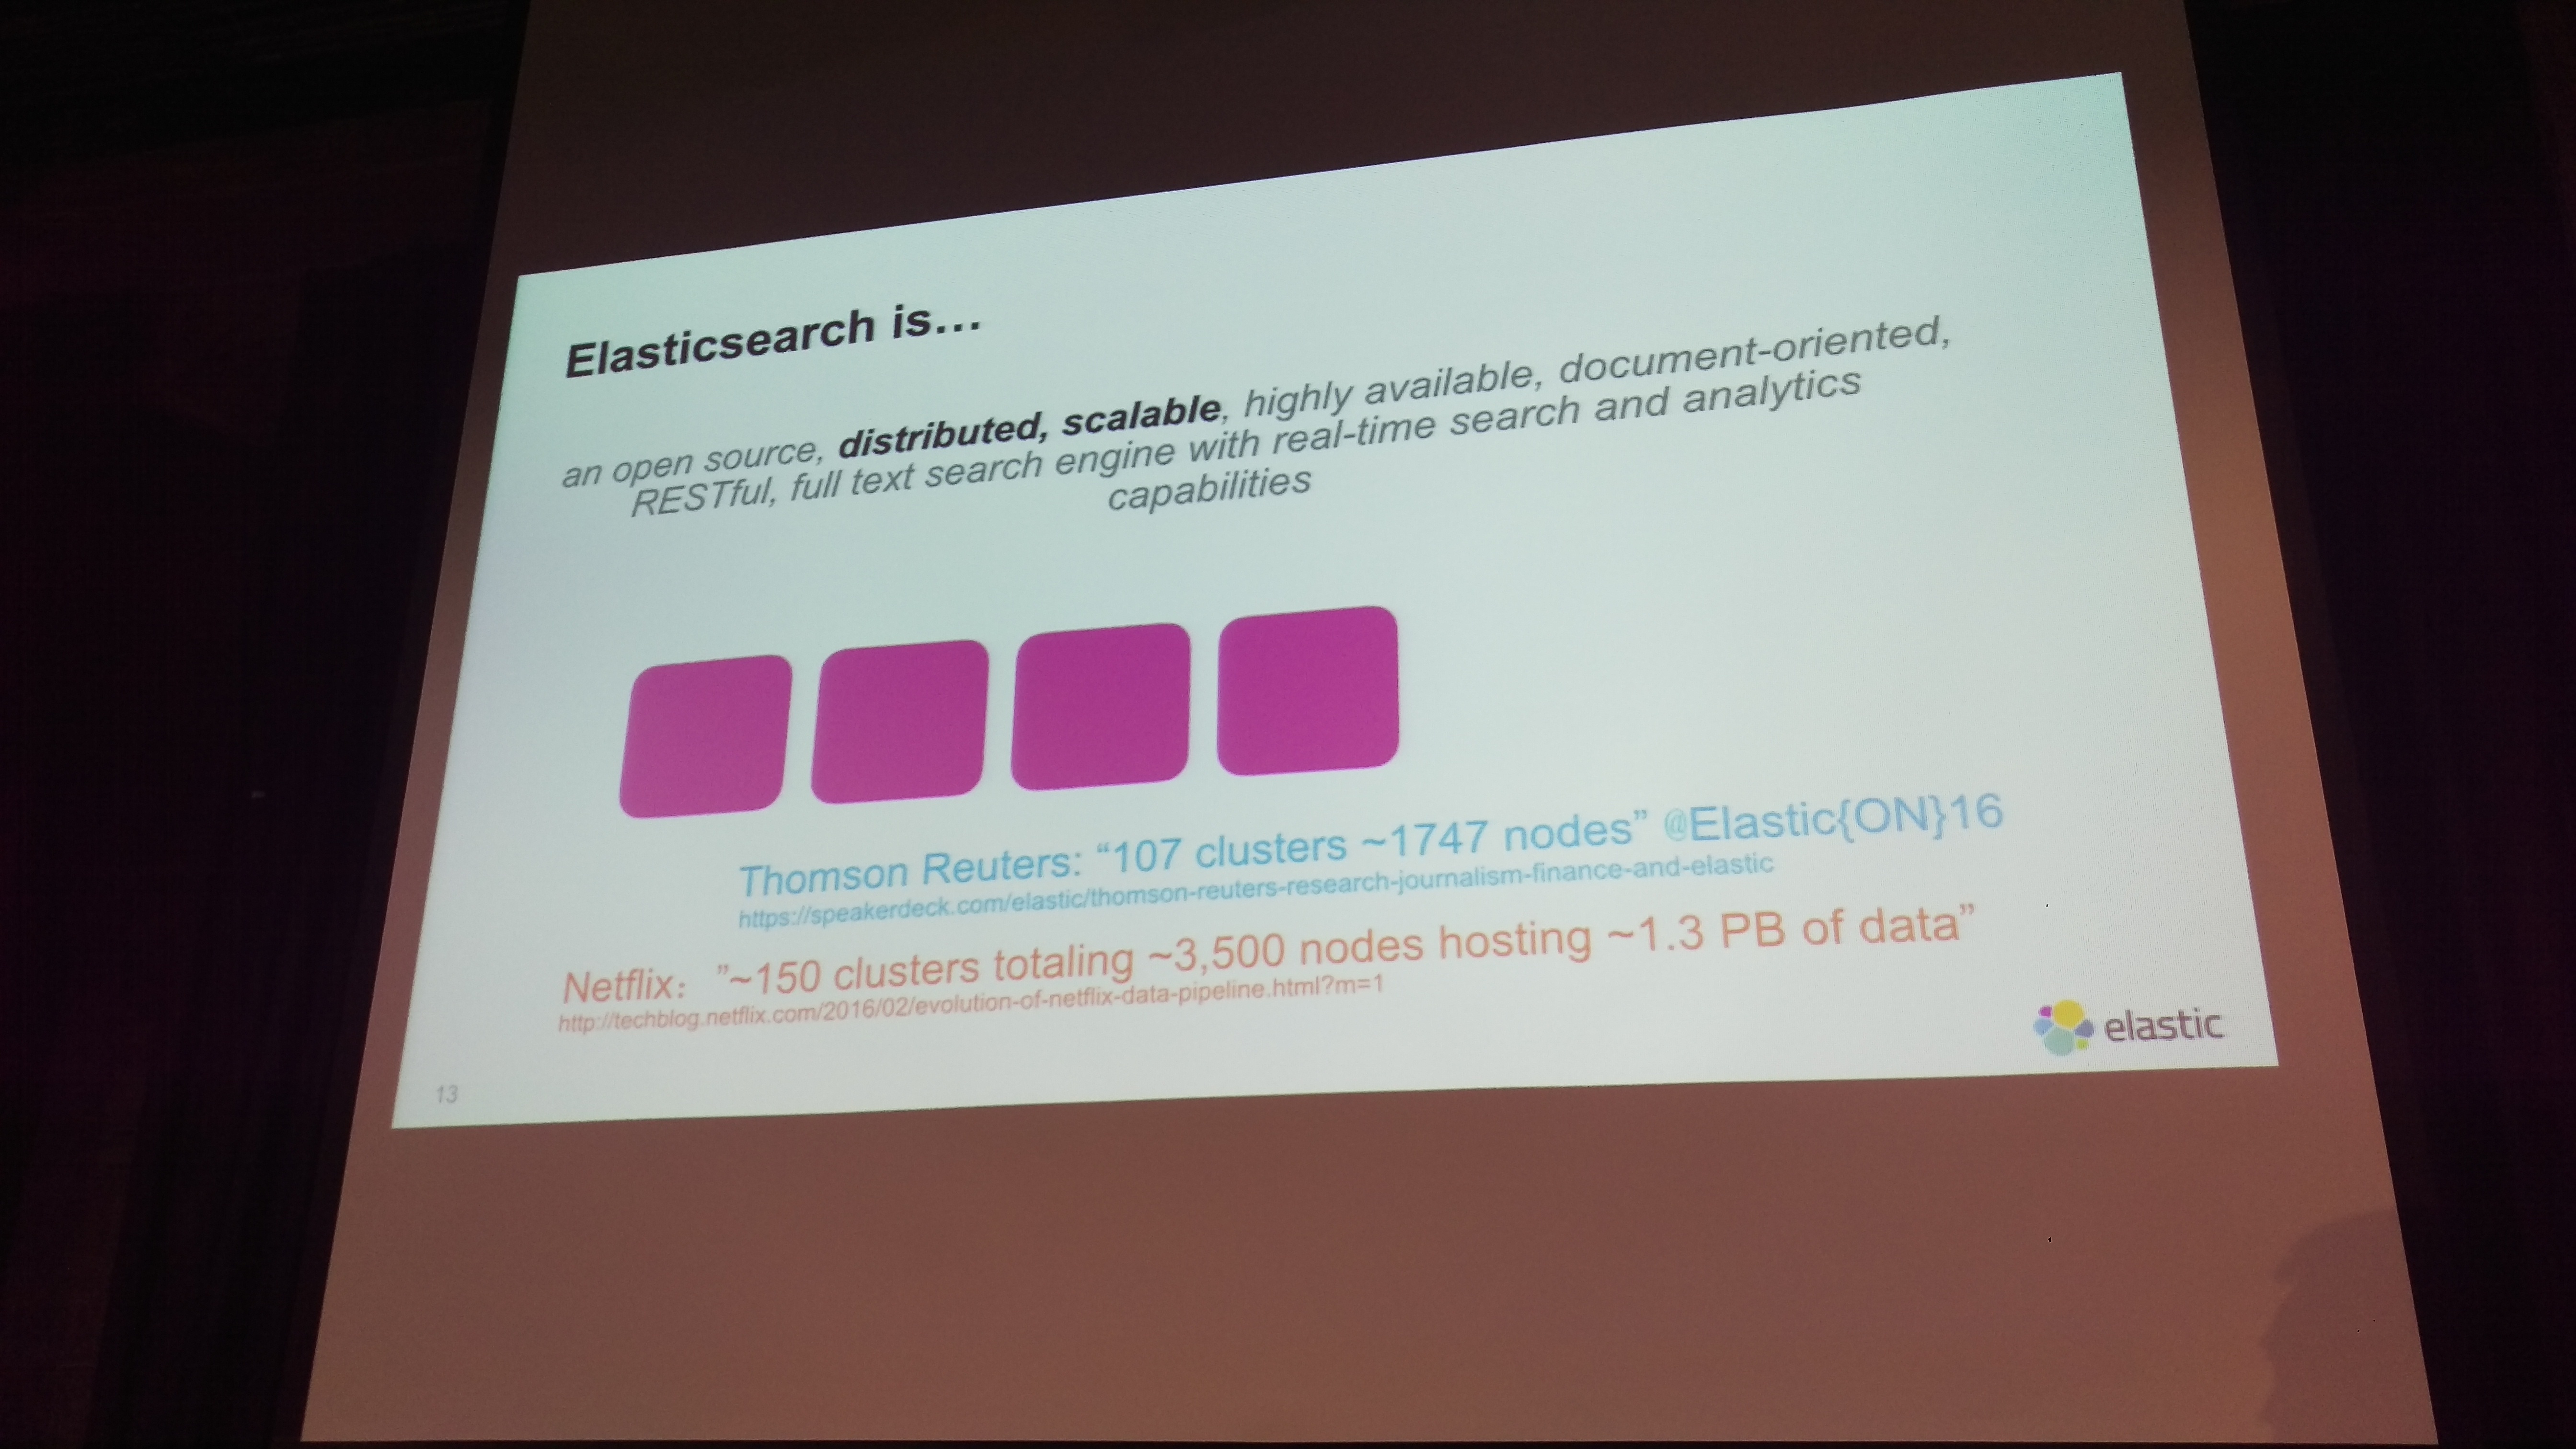 Elasticsearch is...
an open source, distributed, scalable, highly available, document-oriented,
RESTful, full text search engine with real-time search and analytics
capabilities
Thomson Reuters: “107 clusters ~1747 nodes” @Elastic{ON}16
https://speakerdeck.com/elastic/thomson-reuters-research-journalism-finance-and-elastic
Netflix： ”~150 clusters totaling ~3,500 nodes hosting ~1.3 PB of data”
http://techblog.netflix.com/2016/02/evolution-of-netflix-data-pipeline.html?m=1
elastic
13